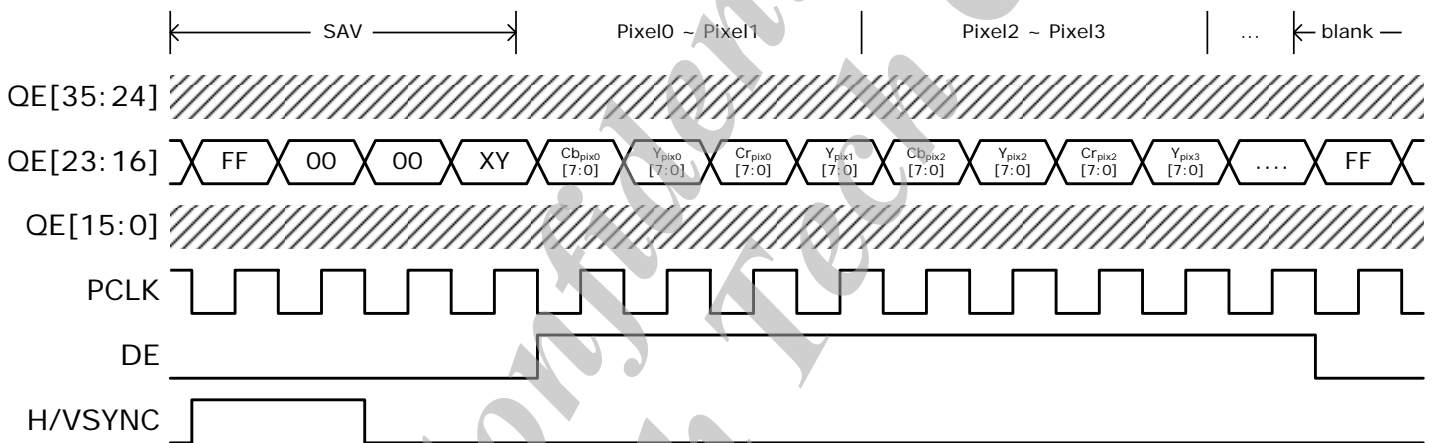 SAV Pixel0 ~ Pixel1 Pixel2 ~ Pixel3 ... blank
QE[35:24]
QE[23:16] FF 00 00 XY Cbpix0 [7:0] Ypix0 [7:0] Crpix0 [7:0] Ypix1 [7:0] Cbpix2 [7:0] Ypix2 [7:0] Crpix2 [7:0] Ypix3 [7:0] .... FF
QE[15:0]
PCLK
DE
H/VSYNC
Confiden
Tech